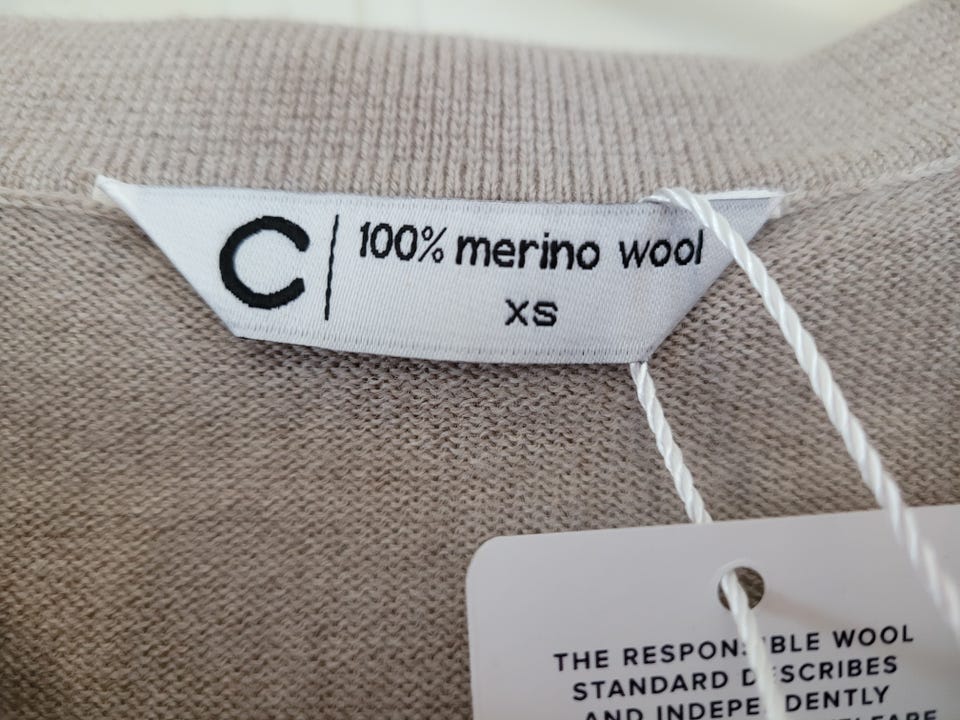 C
100% merino wool
XS
THE RESPONSIBLE WOOL
STANDARD DESCRIBES
AND INDEPENDENTLY